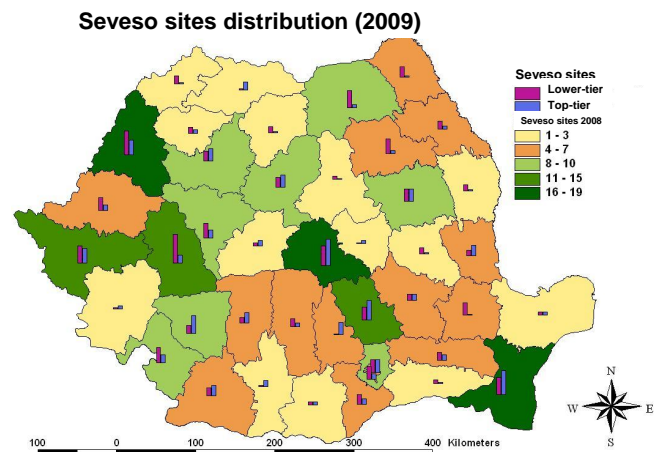 Seveso sites distribution (2009)
Seveso sites
Lower-tier
Top-tier
Seveso sites 2008
1 - 3
4 - 7
8 - 10
11 - 15
16 - 19
N
W E
S
100 0 100 200 300 400 Kilometers